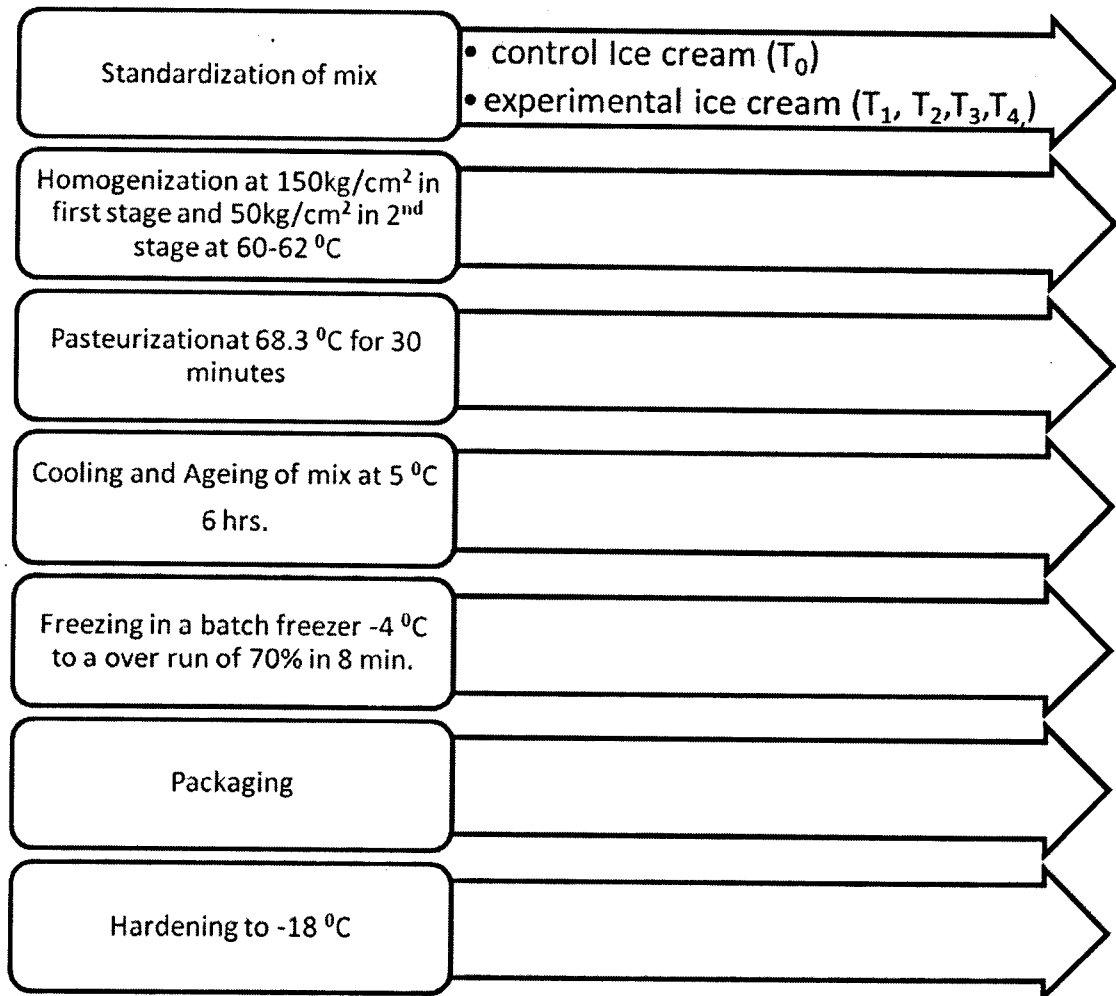 Standardization of mix
• control Ice cream (T₀)
• experimental ice cream (T₁, T₂,T₃,T₄,)
Homogenization at 150kg/cm² in
first stage and 50kg/cm² in 2ⁿᵈ
stage at 60-62 ⁰C
Pasteurizationat 68.3 ⁰C for 30
minutes
Cooling and Ageing of mix at 5 ⁰C
6 hrs.
Freezing in a batch freezer -4 ⁰C
to a over run of 70% in 8 min.
Packaging
Hardening to -18 ⁰C